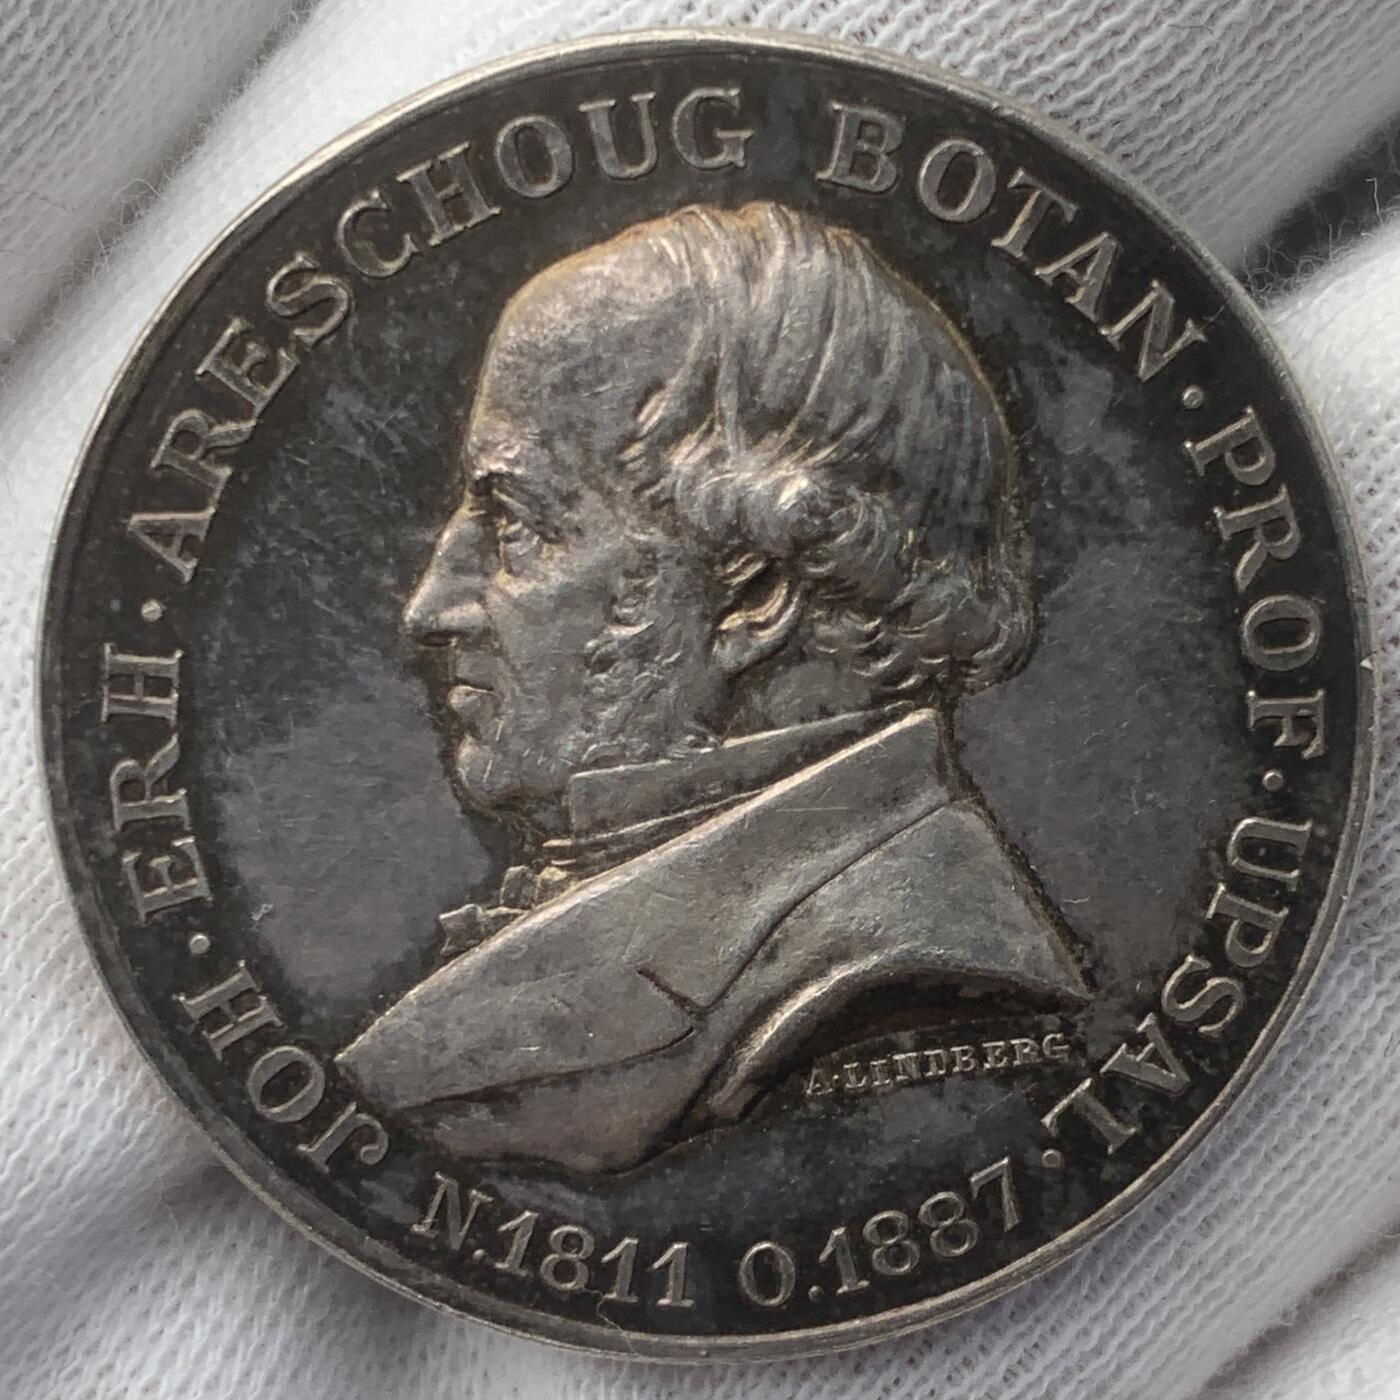 JOH·ERH·ARESCHOUG BOTAN·PROF·UPSAL·
N.1811 O.1887
A·LINDBERG